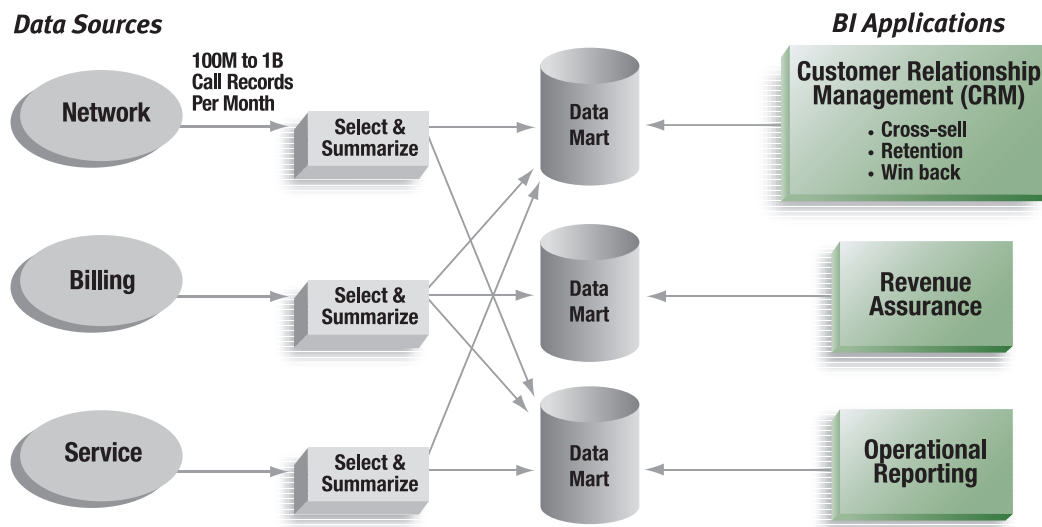 Data Sources
BI Applications
100M to 1B
Call Records
Per Month
Network
Select &
Summarize
Data
Mart
Customer Relationship
Management (CRM)
• Cross-sell
• Retention
• Win back
Billing
Select &
Summarize
Data
Mart
Revenue
Assurance
Service
Select &
Summarize
Data
Mart
Operational
Reporting